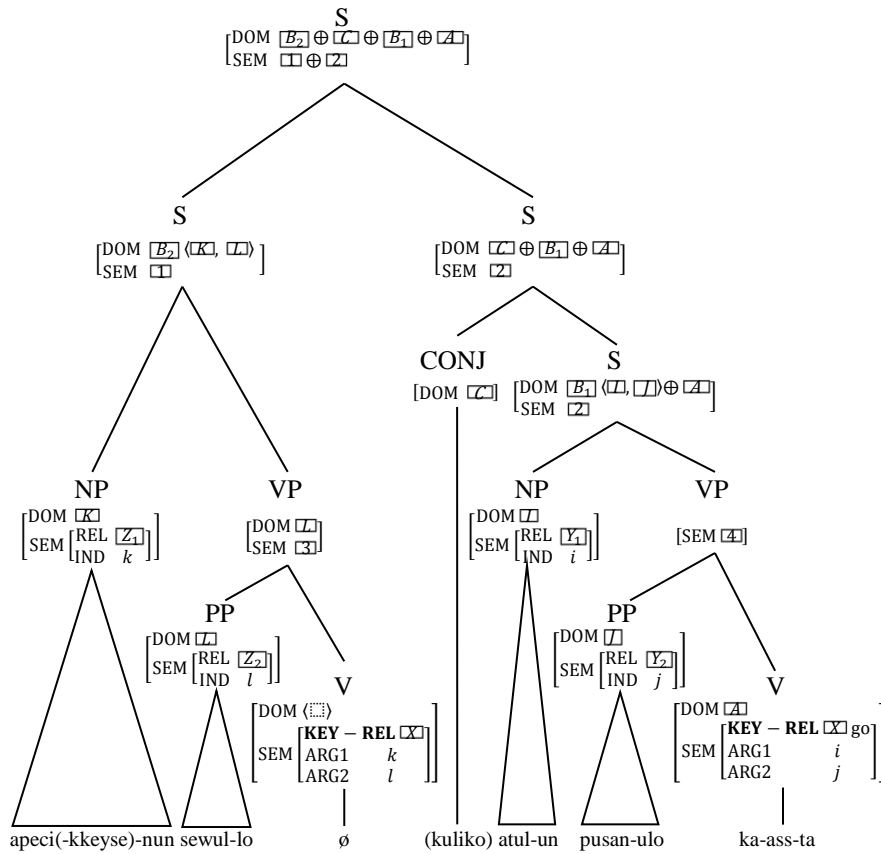 S
[DOM B₂ ⊕ C ⊕ B₁ ⊕ A
SEM 1 ⊕ 2]
S
[DOM B₂ ⟨K, L⟩
SEM 1]
S
[DOM C ⊕ B₁ ⊕ A
SEM 2]
CONJ
[DOM C]
S
[DOM B₁ ⟨I, J⟩ ⊕ A
SEM 2]
NP
[DOM K
SEM [REL Z₁
IND k]]
VP
[DOM L
SEM 3]
NP
[DOM I
SEM [REL Y₁
IND i]]
VP
[SEM 4]
PP
[DOM L
SEM [REL Z₂
IND l]]
V
[DOM ⟨⬚⟩
SEM [KEY − REL X
ARG1 k
ARG2 l]]
PP
[DOM J
SEM [REL Y₂
IND j]]
V
[DOM A
SEM [KEY − REL X go
ARG1 i
ARG2 j]]
apeci(-kkeyse)-nun sewul-lo ø (kuliko) atul-un pusan-ulo ka-ass-ta